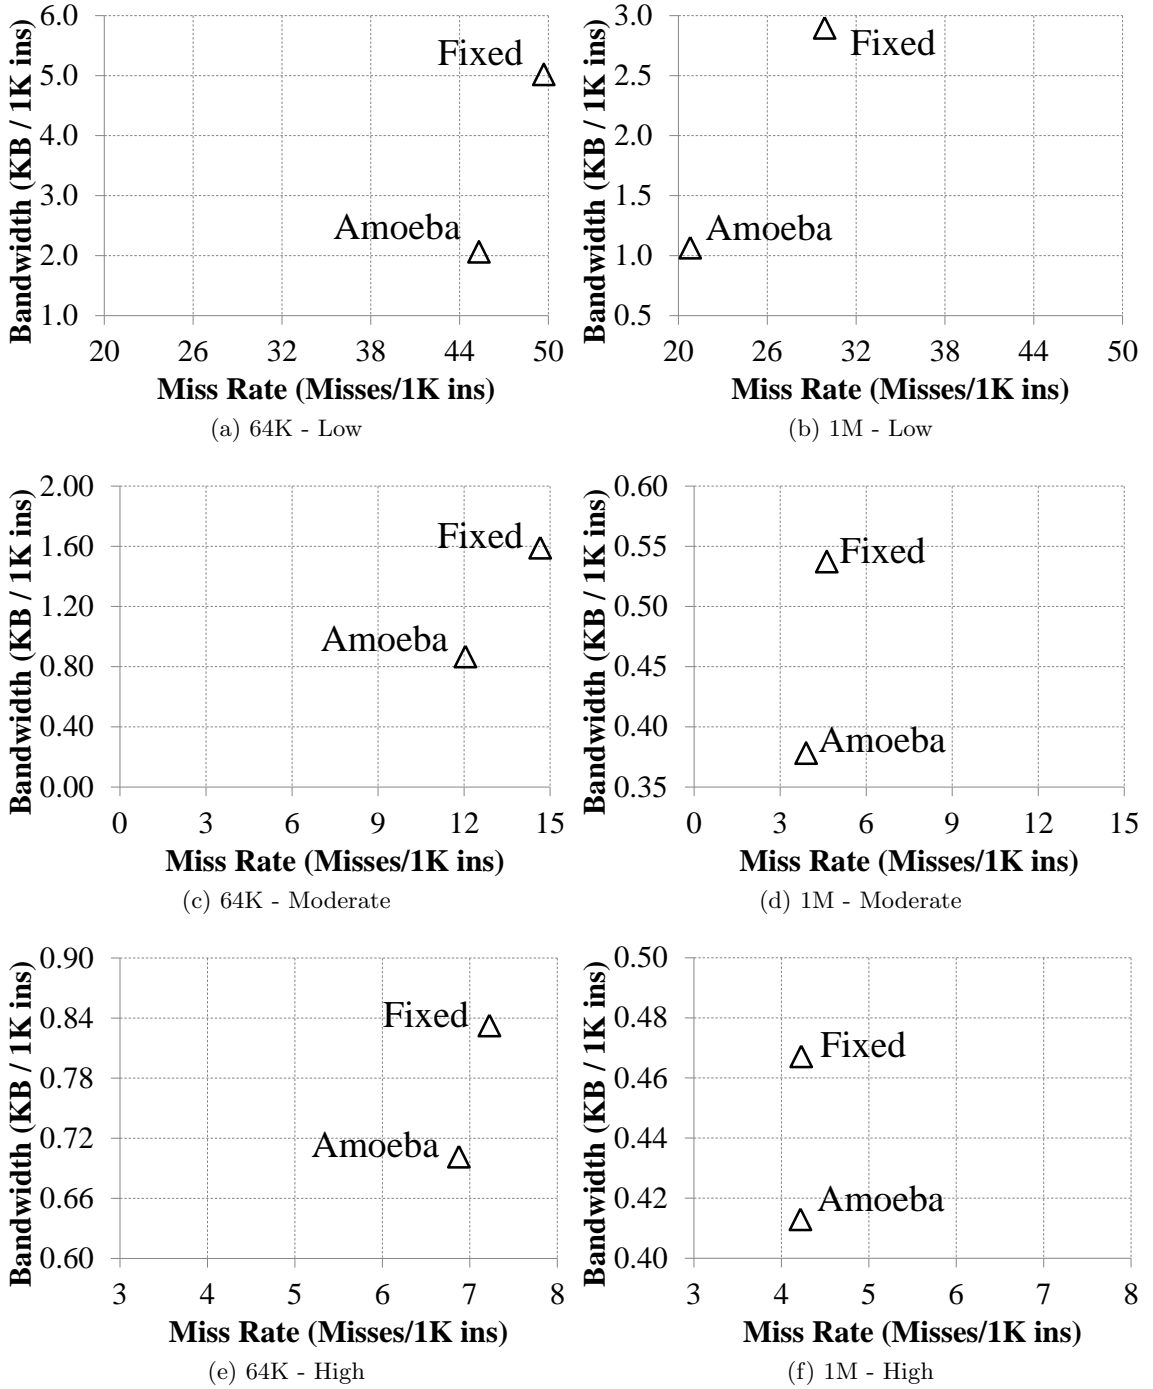 Bandwidth (KB / 1K ins)
6.0
5.0
4.0
3.0
2.0
1.0
Fixed
Amoeba
20 26 32 38 44 50
Miss Rate (Misses/1K ins)
(a) 64K - Low
Bandwidth (KB / 1K ins)
3.0
2.5
2.0
1.5
1.0
0.5
Fixed
Amoeba
20 26 32 38 44 50
Miss Rate (Misses/1K ins)
(b) 1M - Low
Bandwidth (KB / 1K ins)
2.00
1.60
1.20
0.80
0.40
0.00
Fixed
Amoeba
0 3 6 9 12 15
Miss Rate (Misses/1K ins)
(c) 64K - Moderate
Bandwidth (KB / 1K ins)
0.60
0.55
0.50
0.45
0.40
0.35
Fixed
Amoeba
0 3 6 9 12 15
Miss Rate (Misses/1K ins)
(d) 1M - Moderate
Bandwidth (KB / 1K ins)
0.90
0.84
0.78
0.72
0.66
0.60
Fixed
Amoeba
3 4 5 6 7 8
Miss Rate (Misses/1K ins)
(e) 64K - High
Bandwidth (KB / 1K ins)
0.50
0.48
0.46
0.44
0.42
0.40
Fixed
Amoeba
3 4 5 6 7 8
Miss Rate (Misses/1K ins)
(f) 1M - High